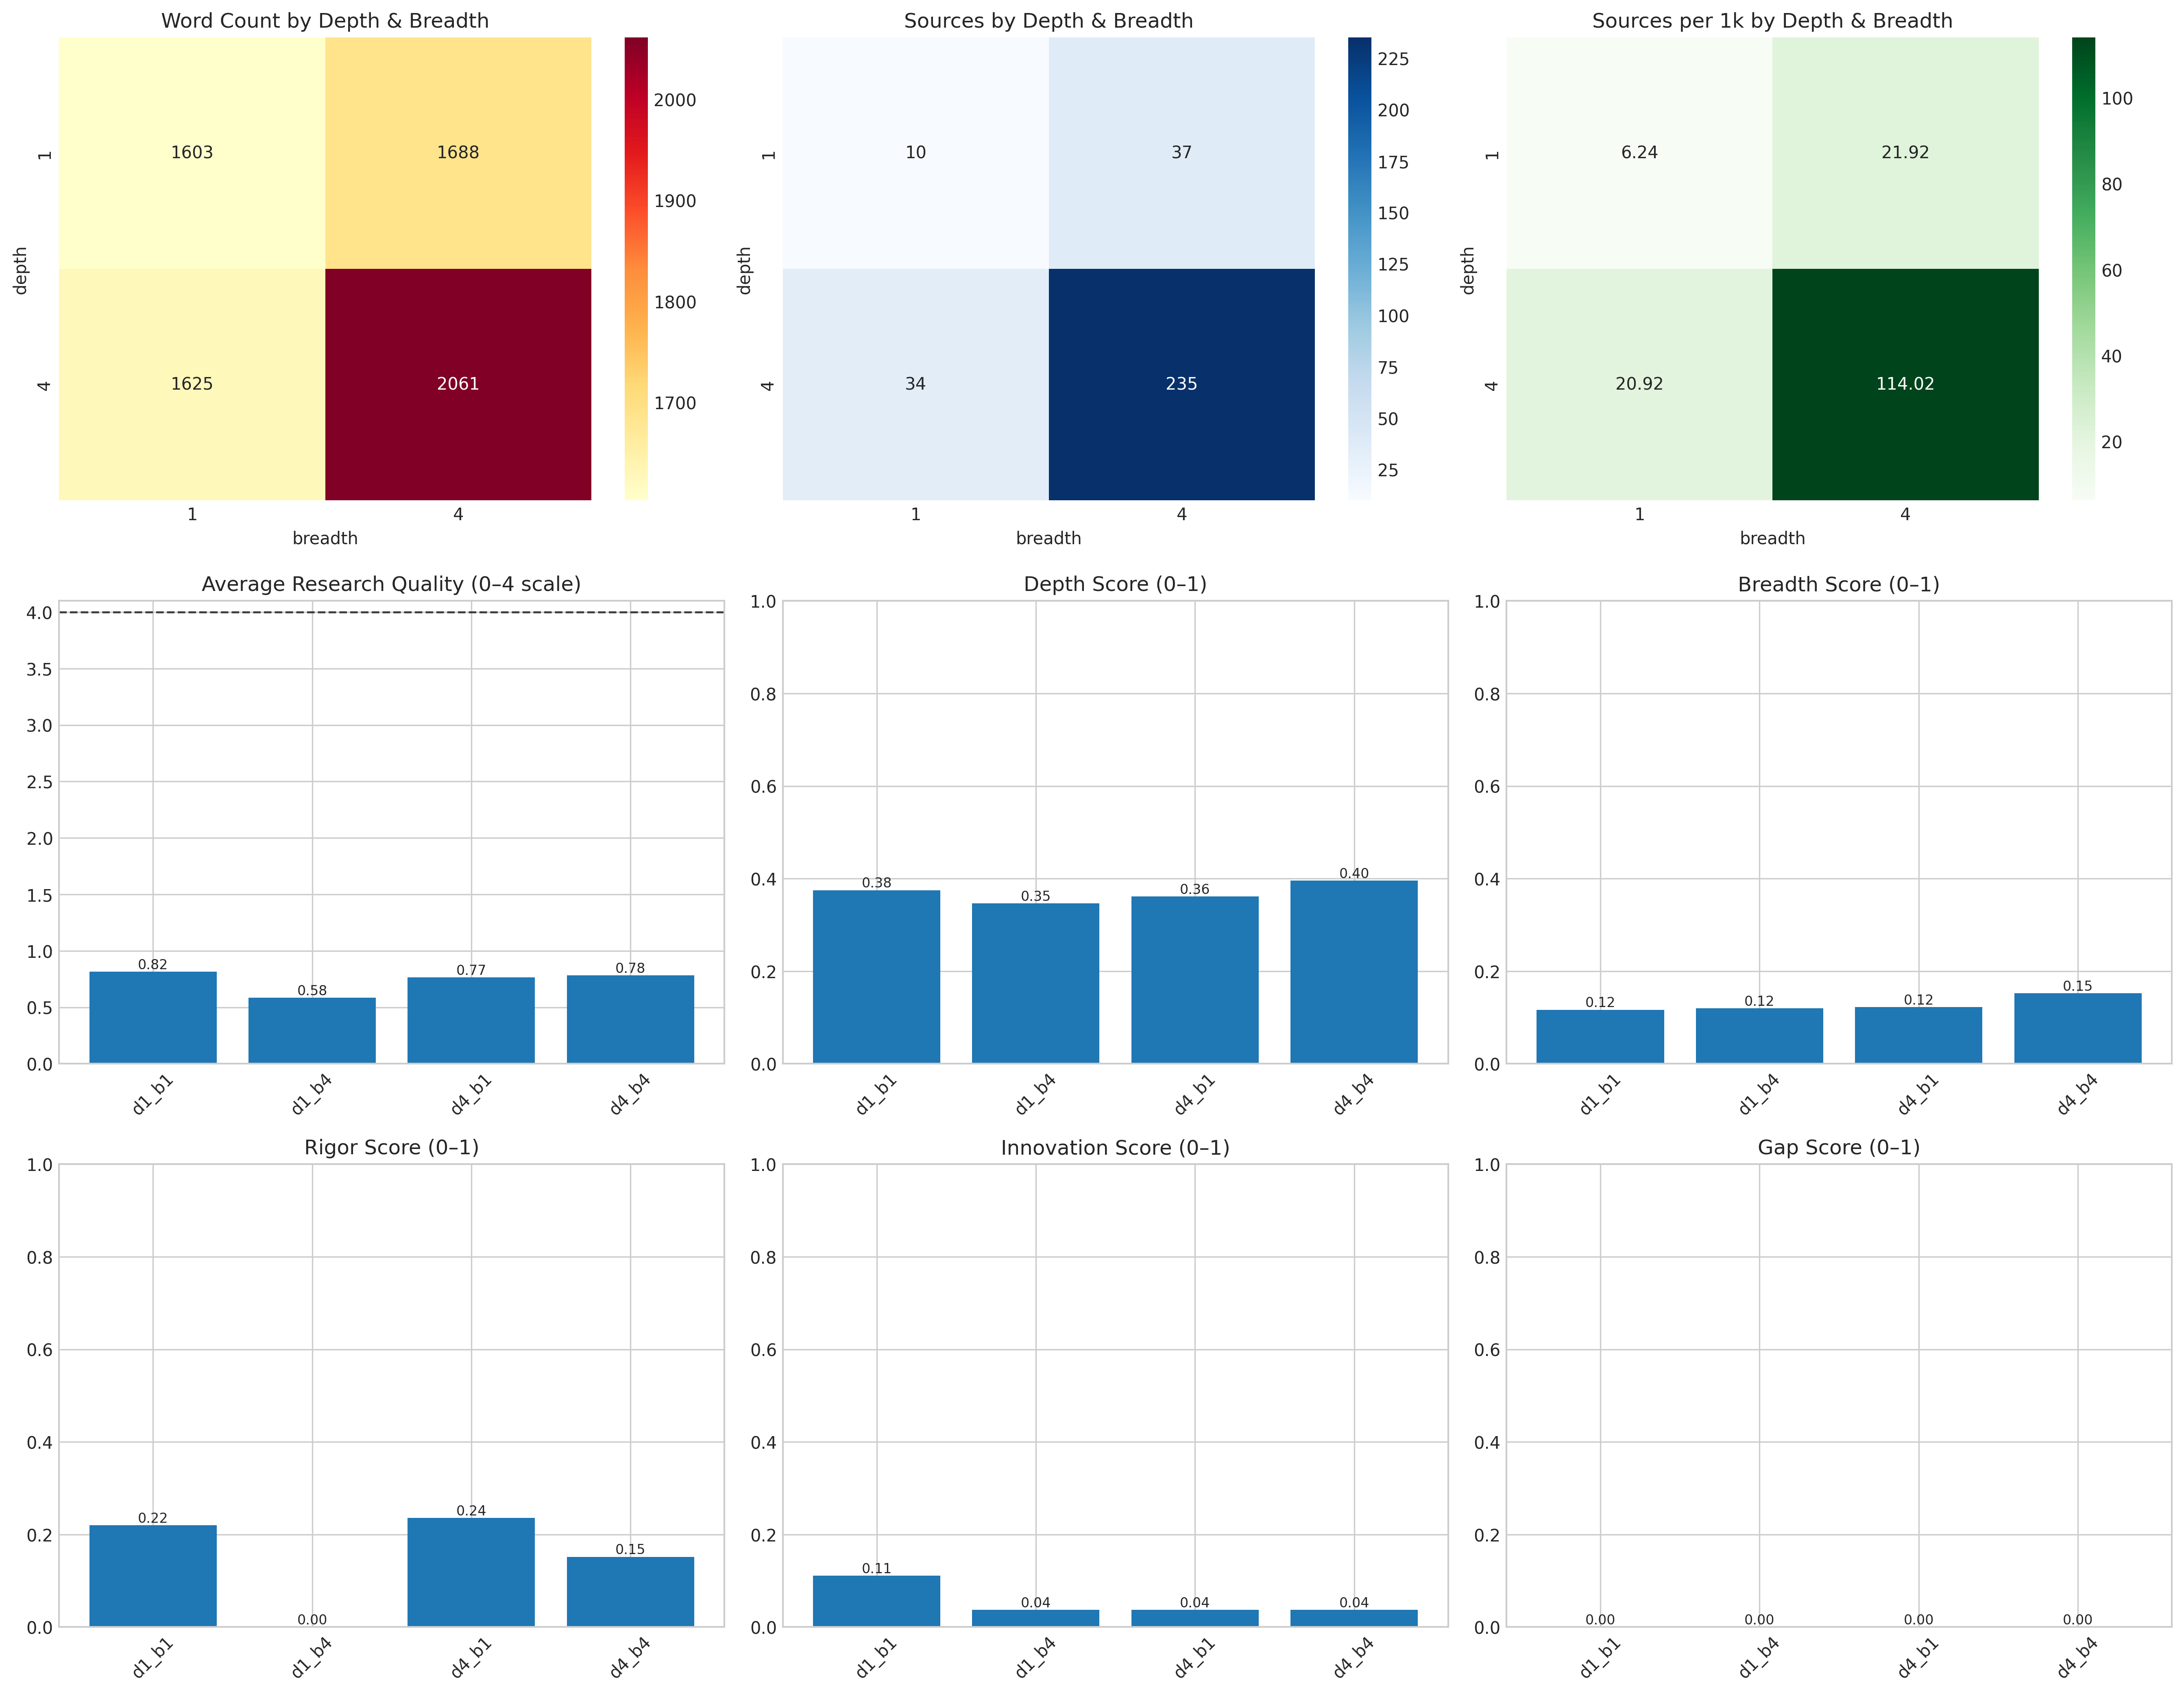 Word Count by Depth & Breadth
1603 1688
1625 2061
1
4
depth
1 4
breadth
2000
1900
1800
1700
Sources by Depth & Breadth
10 37
34 235
1
4
depth
1 4
breadth
225
200
175
150
125
100
75
50
25
Sources per 1k by Depth & Breadth
6.24 21.92
20.92 114.02
1
4
depth
1 4
breadth
100
80
60
40
20
Average Research Quality (0–4 scale)
4.0
3.5
3.0
2.5
2.0
1.5
1.0
0.5
0.0
0.82 0.58 0.77 0.78
d1_b1 d1_b4 d4_b1 d4_b4
Depth Score (0–1)
1.0
0.8
0.6
0.4
0.2
0.0
0.38 0.35 0.36 0.40
d1_b1 d1_b4 d4_b1 d4_b4
Breadth Score (0–1)
1.0
0.8
0.6
0.4
0.2
0.0
0.12 0.12 0.12 0.15
d1_b1 d1_b4 d4_b1 d4_b4
Rigor Score (0–1)
1.0
0.8
0.6
0.4
0.2
0.0
0.22 0.00 0.24 0.15
d1_b1 d1_b4 d4_b1 d4_b4
Innovation Score (0–1)
1.0
0.8
0.6
0.4
0.2
0.0
0.11 0.04 0.04 0.04
d1_b1 d1_b4 d4_b1 d4_b4
Gap Score (0–1)
1.0
0.8
0.6
0.4
0.2
0.0
0.00 0.00 0.00 0.00
d1_b1 d1_b4 d4_b1 d4_b4